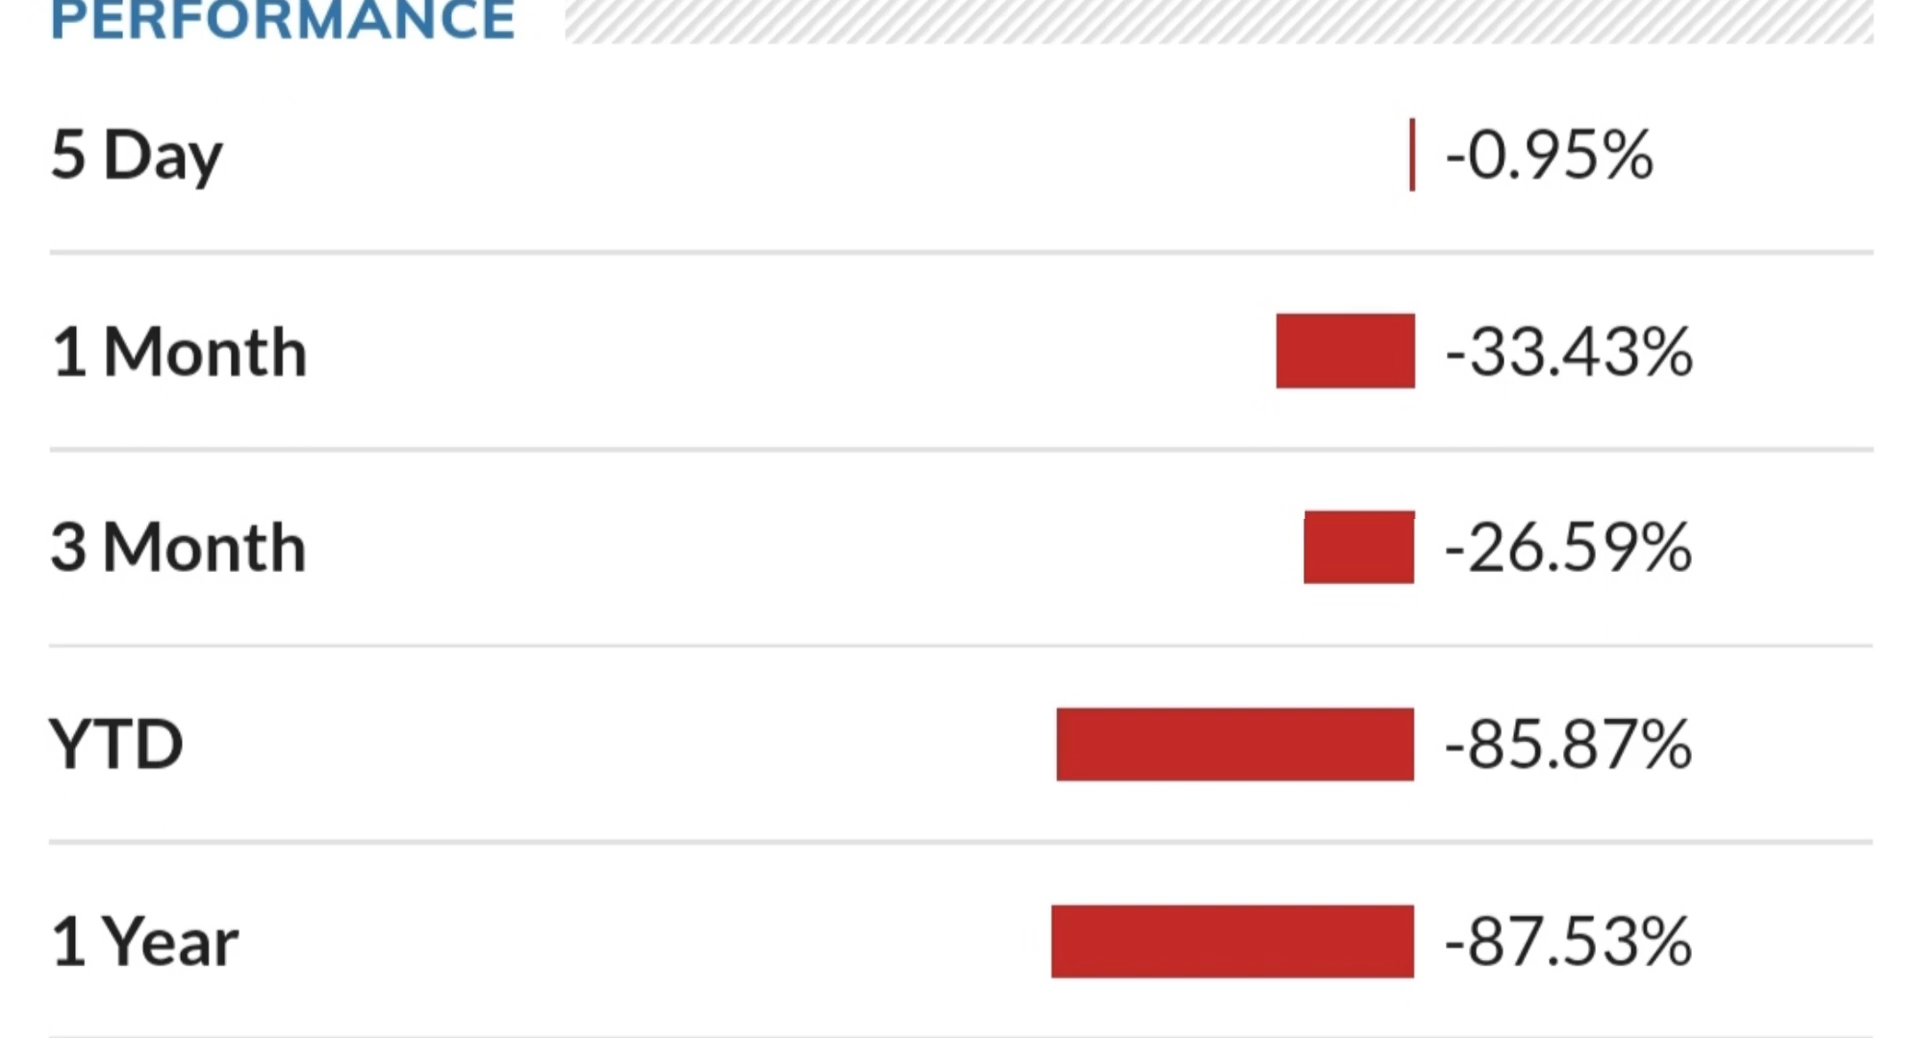 PERFORMANCE
5 Day -0.95%
1 Month -33.43%
3 Month -26.59%
YTD -85.87%
1 Year -87.53%